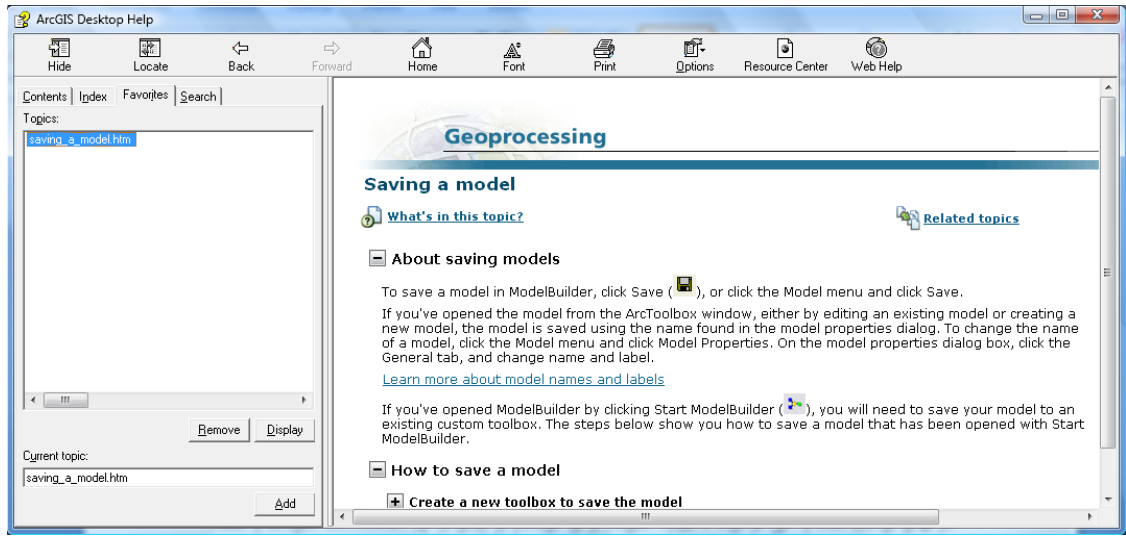 ArcGIS Desktop Help
Hide Locate Back Forward Home Font Print Options Resource Center Web Help
Contents Index Favorites Search
Topics:
saving_a_model.htm
Remove Display
Current topic:
saving_a_model.htm
Add
Geoprocessing
Saving a model
What's in this topic? Related topics
About saving models
To save a model in ModelBuilder, click Save ( ), or click the Model menu and click Save.
If you've opened the model from the ArcToolbox window, either by editing an existing model or creating a
new model, the model is saved using the name found in the model properties dialog. To change the name
of a model, click the Model menu and click Model Properties. On the model properties dialog box, click the
General tab, and change name and label.
Learn more about model names and labels
If you've opened ModelBuilder by clicking Start ModelBuilder ( ), you will need to save your model to an
existing custom toolbox. The steps below show you how to save a model that has been opened with Start
ModelBuilder.
How to save a model
Create a new toolbox to save the model